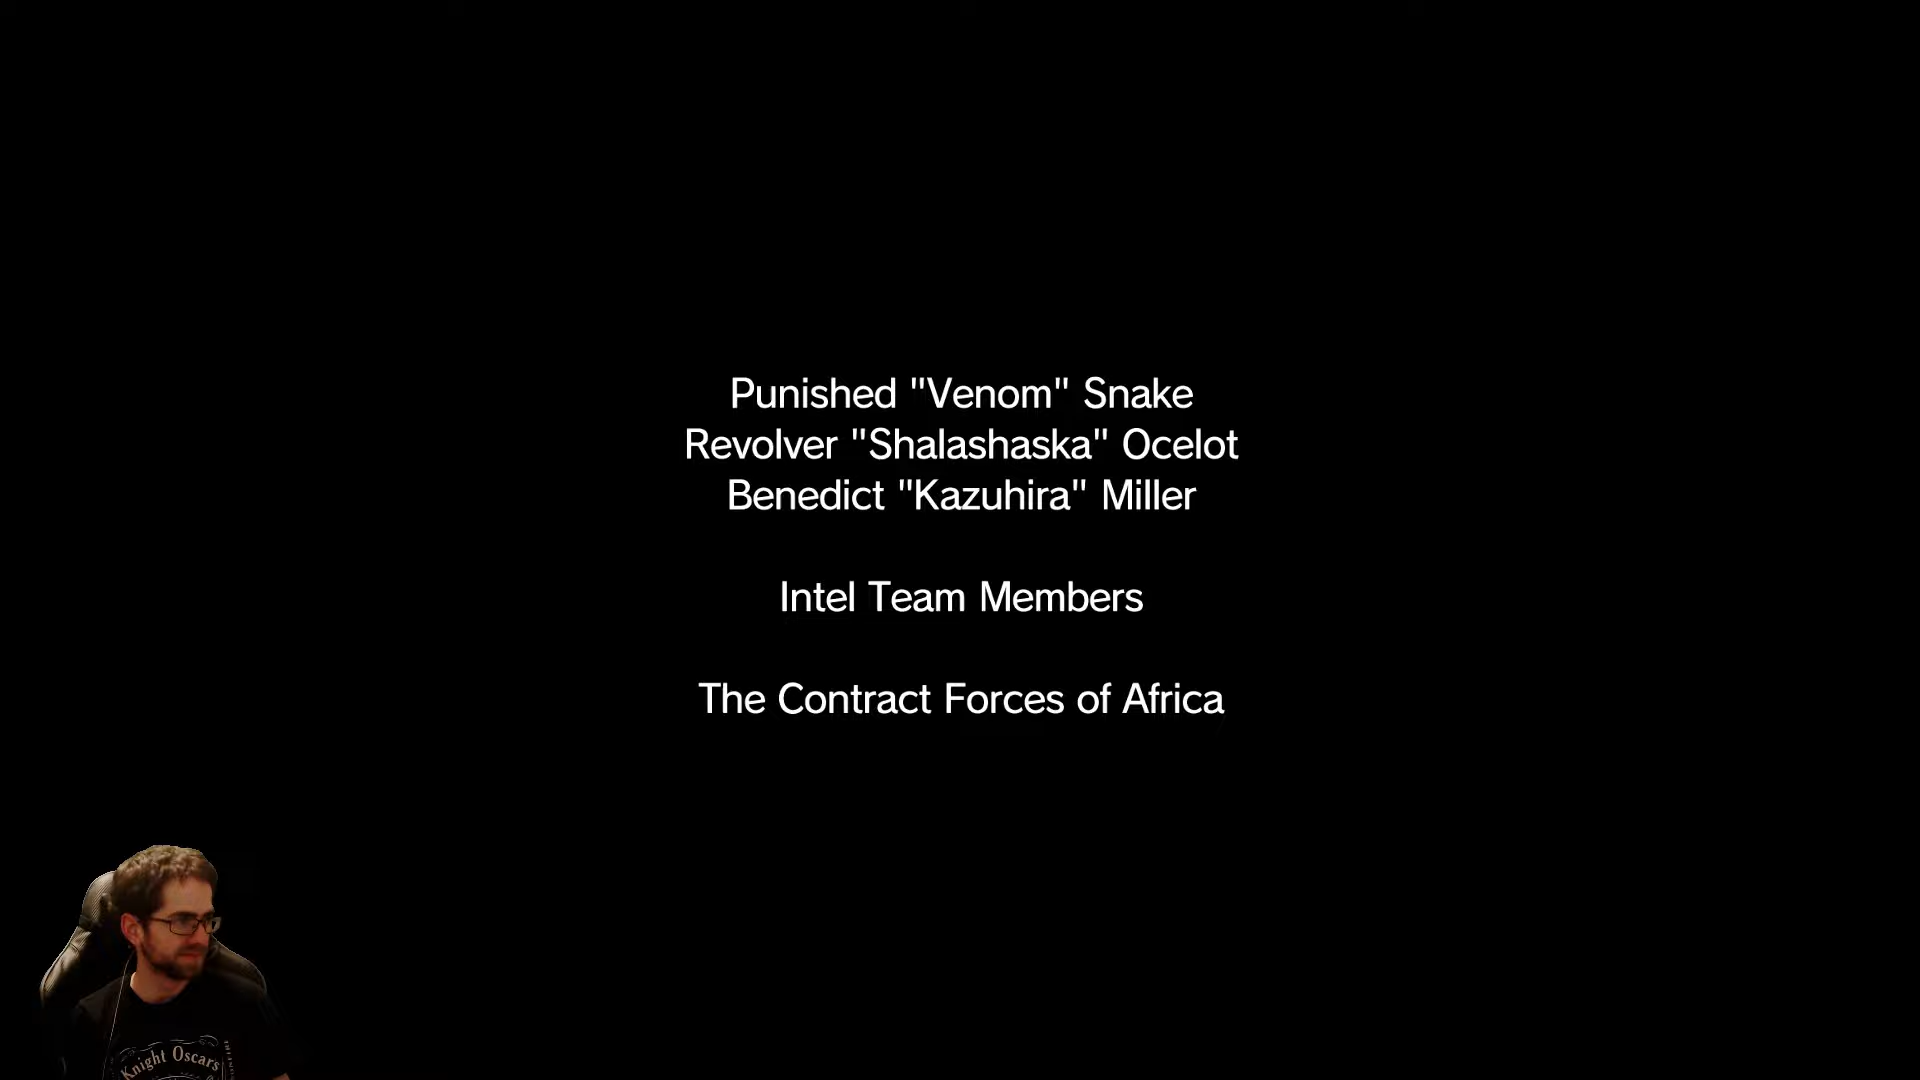 Punished "Venom" Snake
Revolver "Shalashaska" Ocelot
Benedict "Kazuhira" Miller
Intel Team Members
The Contract Forces of Africa
Knight Oscars